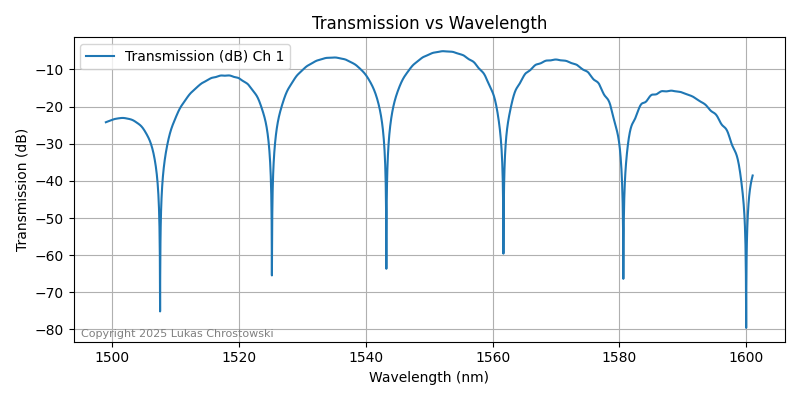 Transmission vs Wavelength
Transmission (dB) Ch 1
Transmission (dB)
−10
−20
−30
−40
−50
−60
−70
−80
Copyright 2025 Lukas Chrostowski
1500 1520 1540 1560 1580 1600
Wavelength (nm)